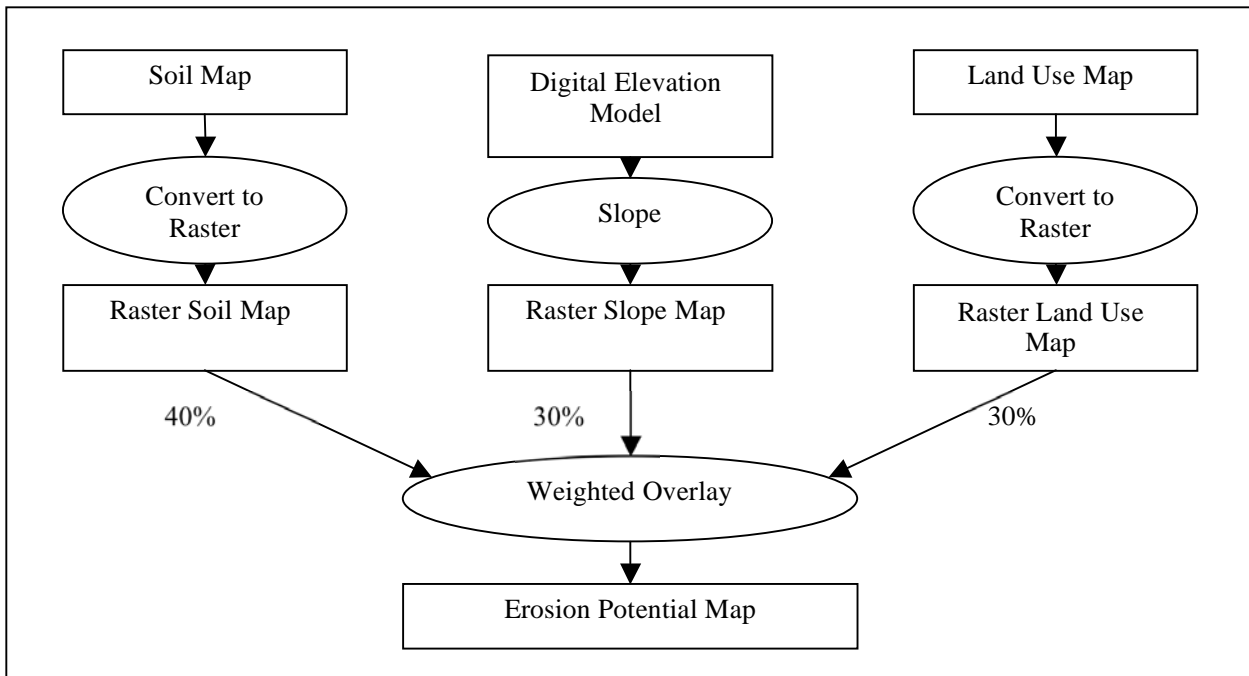 Soil Map
Digital Elevation
Model
Land Use Map
Convert to
Raster
Slope
Convert to
Raster
Raster Soil Map
Raster Slope Map
Raster Land Use
Map
40%
30%
30%
Weighted Overlay
Erosion Potential Map